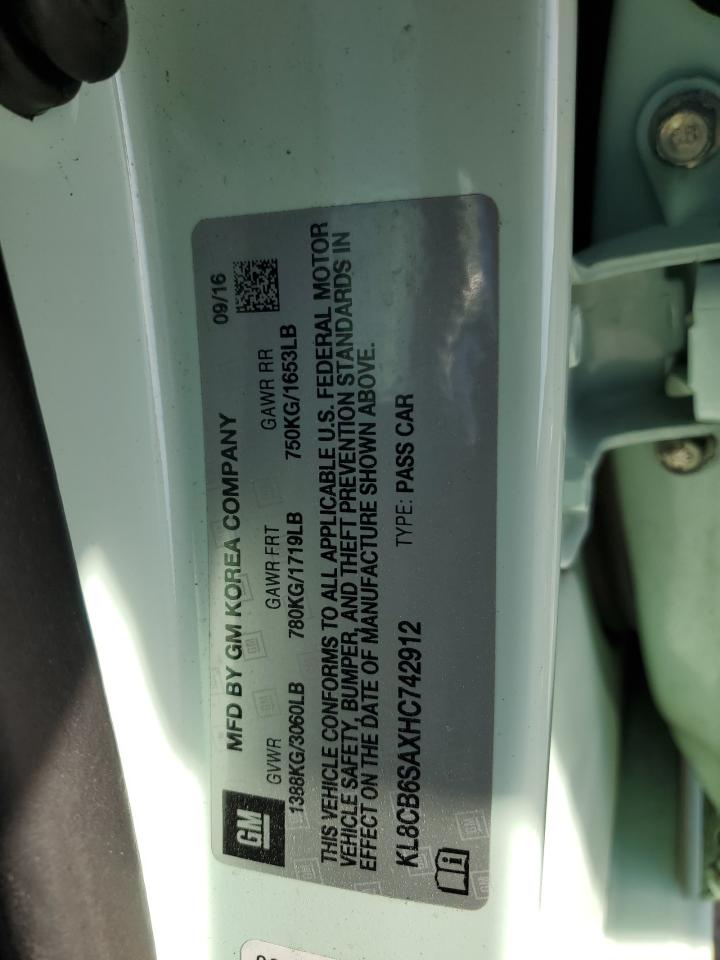 MFD BY GM KOREA COMPANY 09/16
GM
GVWR GAWR FRT GAWR RR
1388KG/3060LB 780KG/1719LB 750KG/1653LB
THIS VEHICLE CONFORMS TO ALL APPLICABLE U.S. FEDERAL MOTOR
VEHICLE SAFETY, BUMPER, AND THEFT PREVENTION STANDARDS IN
EFFECT ON THE DATE OF MANUFACTURE SHOWN ABOVE.
KL8CB6SAXHC742912 TYPE: PASS CAR